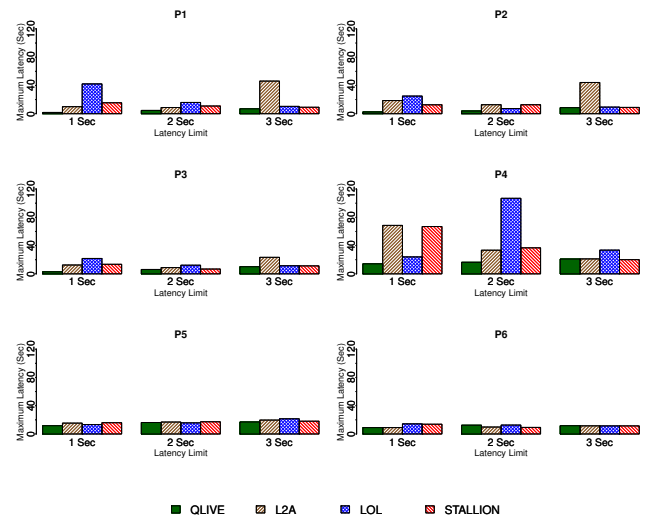 P1
Maximum Latency (Sec)
0 40 80 120
1 Sec 2 Sec 3 Sec
Latency Limit
P2
Maximum Latency (Sec)
0 40 80 120
1 Sec 2 Sec 3 Sec
Latency Limit
P3
Maximum Latency (Sec)
0 40 80 120
1 Sec 2 Sec 3 Sec
Latency Limit
P4
Maximum Latency (Sec)
0 40 80 120
1 Sec 2 Sec 3 Sec
Latency Limit
P5
Maximum Latency (Sec)
0 40 80 120
1 Sec 2 Sec 3 Sec
Latency Limit
P6
Maximum Latency (Sec)
0 40 80 120
1 Sec 2 Sec 3 Sec
Latency Limit
QLIVE L2A LOL STALLION